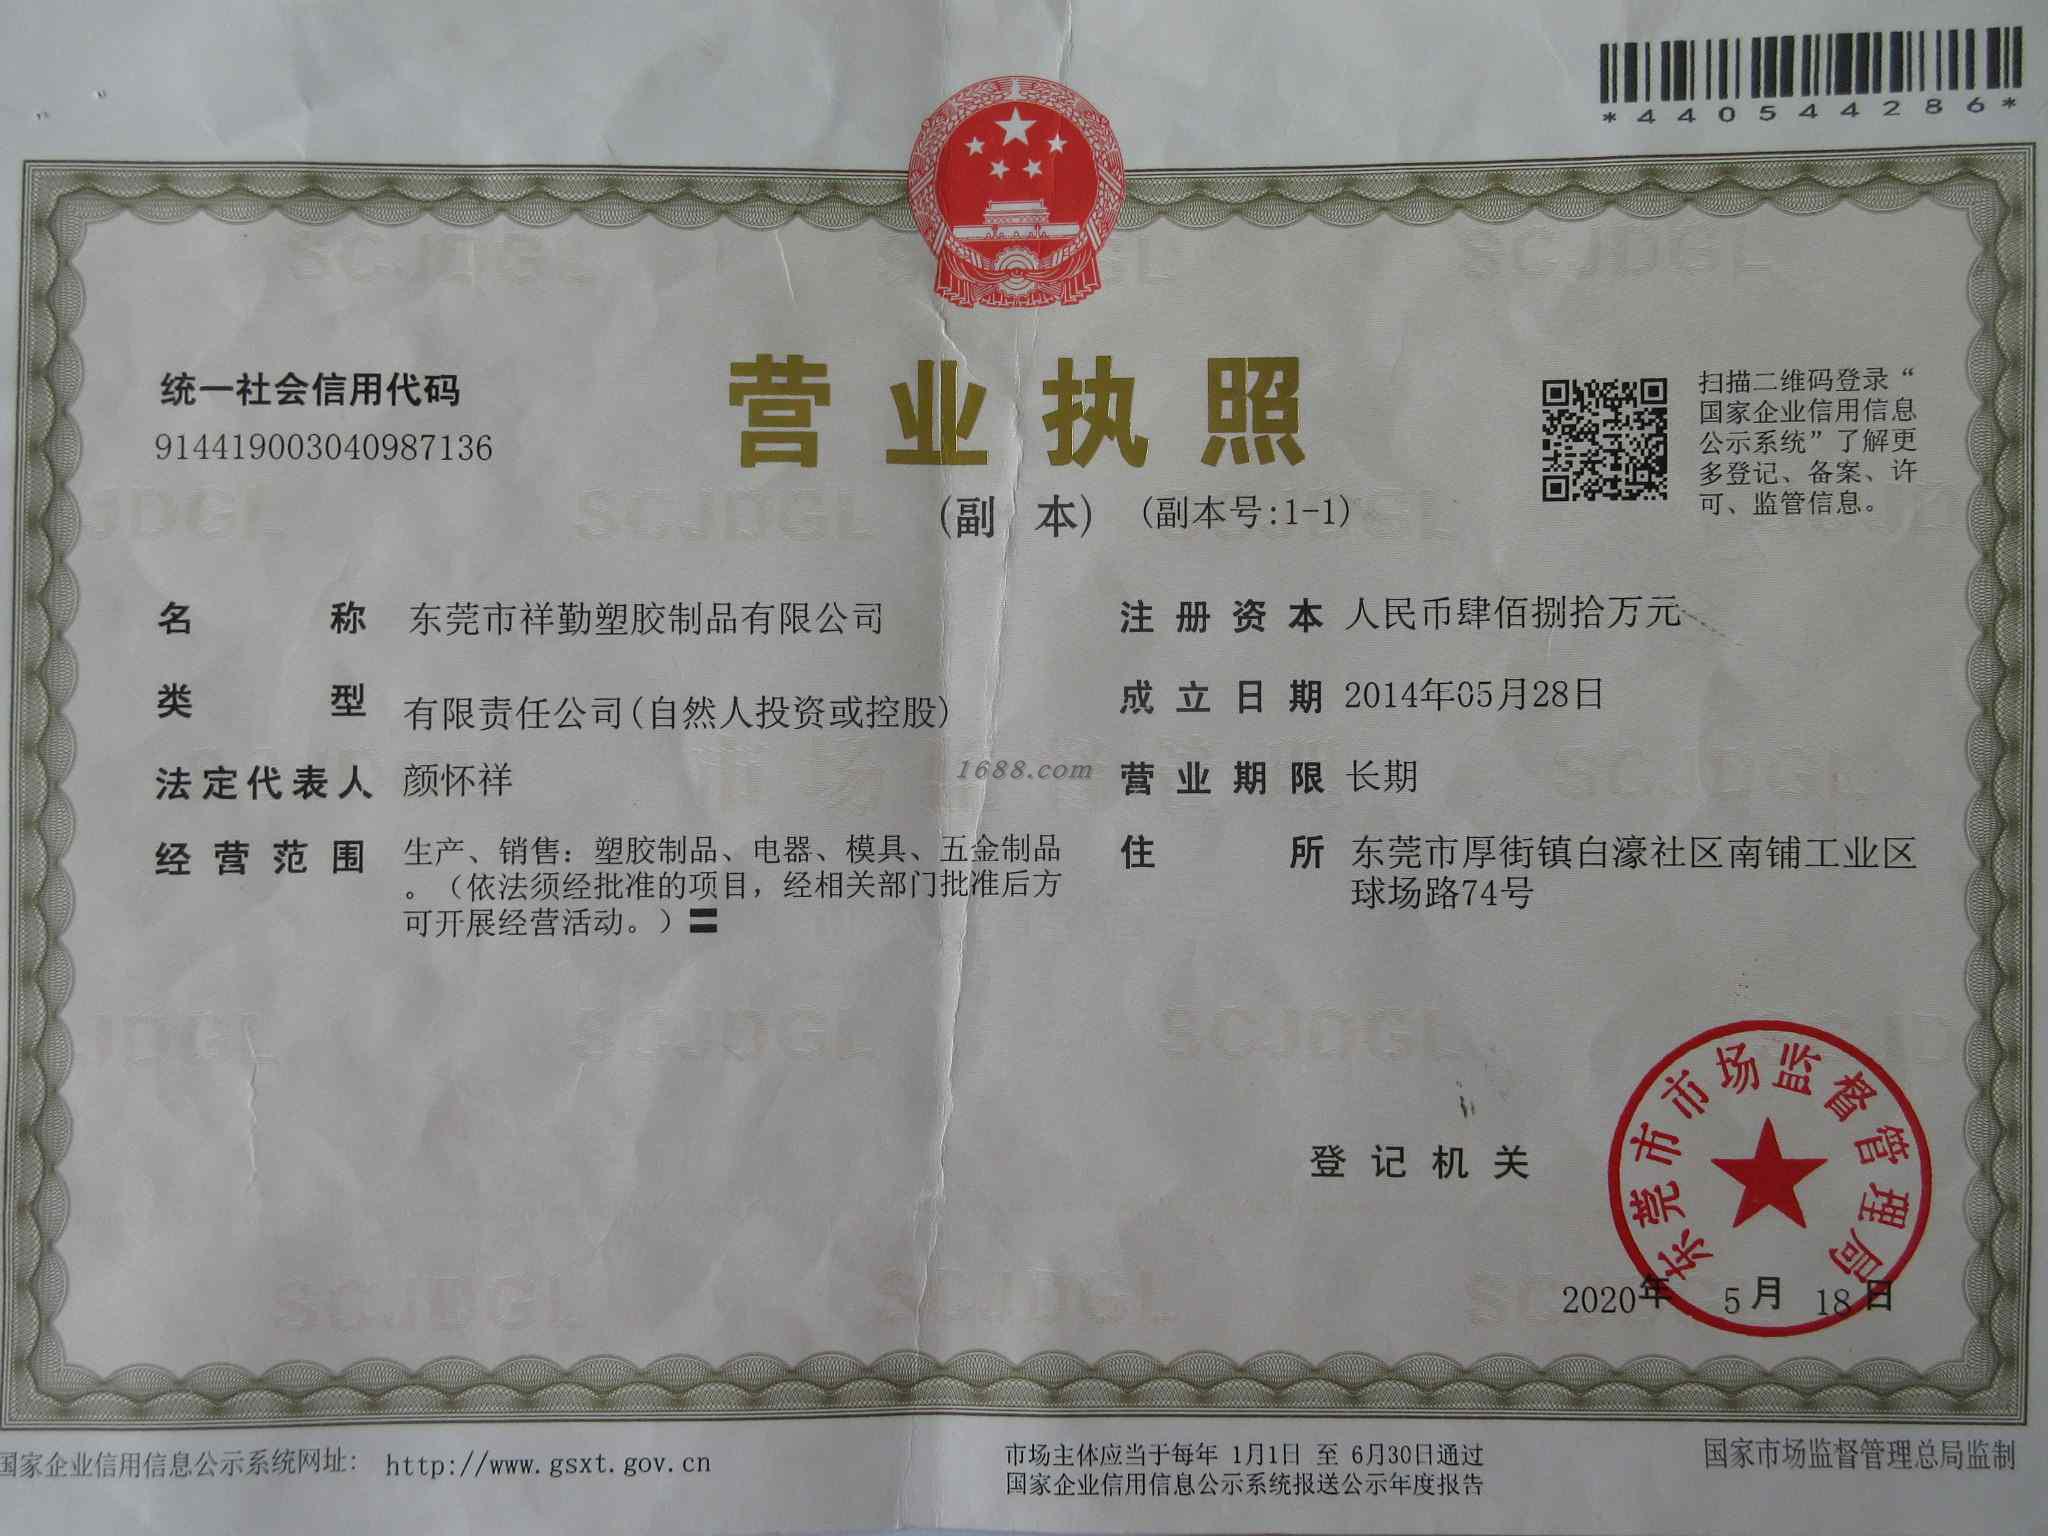 *440544286*
统一社会信用代码
914419003040987136
营业执照
(副 本) (副本号:1-1)
扫描二维码登录“
国家企业信用信息
公示系统”了解更
多登记、备案、许
可、监管信息。
名 称 东莞市祥勤塑胶制品有限公司
类 型 有限责任公司(自然人投资或控股)
法定代表人 颜怀祥
经营范围 生产、销售：塑胶制品、电器、模具、五金制品
。（依法须经批准的项目，经相关部门批准后方
可开展经营活动。）〓
注册资本 人民币肆佰捌拾万元
成立日期 2014年05月28日
营业期限 长期
住 所 东莞市厚街镇白濠社区南铺工业区
球场路74号
1688.com
登记机关
东莞市市场监督管理局
2020年 5月 18日
国家企业信用信息公示系统网址： http://www.gsxt.gov.cn
市场主体应当于每年 1月1日 至 6月30日通过
国家企业信用信息公示系统报送公示年度报告
国家市场监督管理总局监制
SCJDGL